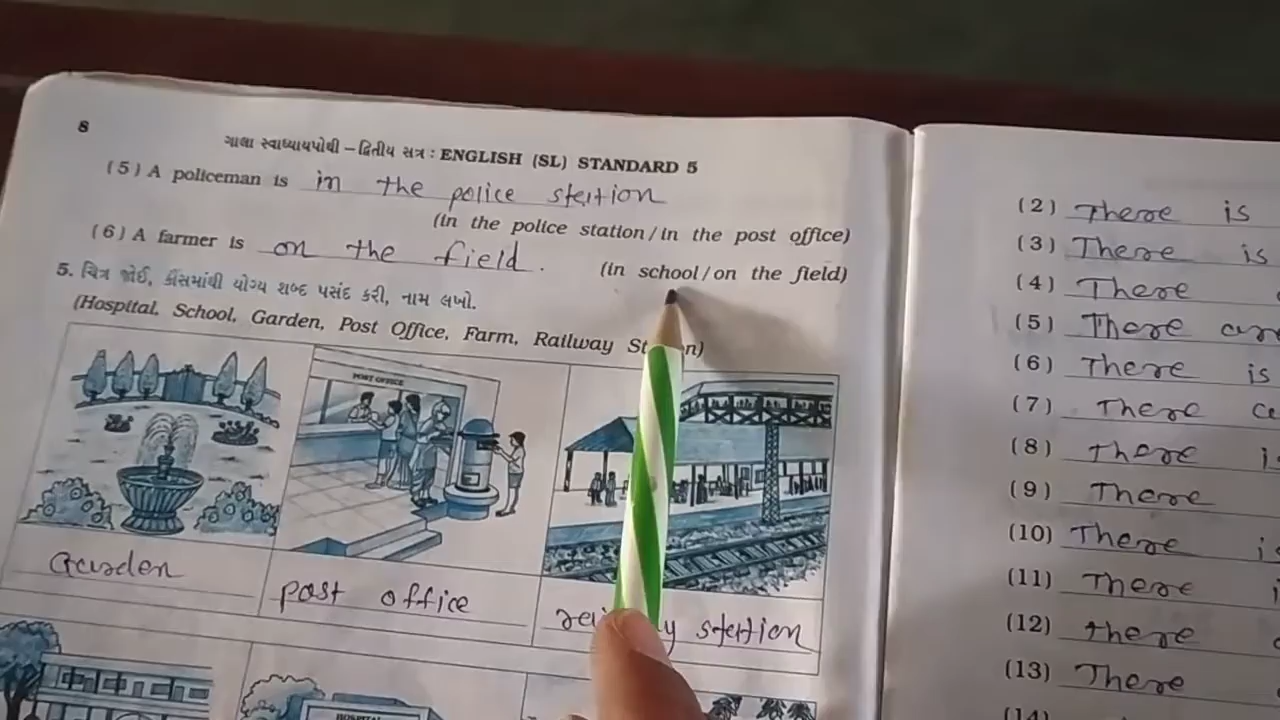 8
ગાલા સ્વાધ્યાયપોથી – દ્વિતીય સત્ર : ENGLISH (SL) STANDARD 5
(5) A policeman is in the police station
(in the police station/in the post office)
(6) A farmer is on the field.
(in school/on the field)
5. ચિત્ર જોઈ, કૌંસમાંથી યોગ્ય શબ્દ પસંદ કરી, નામ લખો.
(Hospital, School, Garden, Post Office, Farm, Railway
POST OFFICE
Garden
post office
station
HOSPITAL
(2) There is
(3) There is
(4) There
(5) There
(6) There is
(7) There
(8) there
(9) There
(10) There
(11) There
(12) there
(13) There
(14)